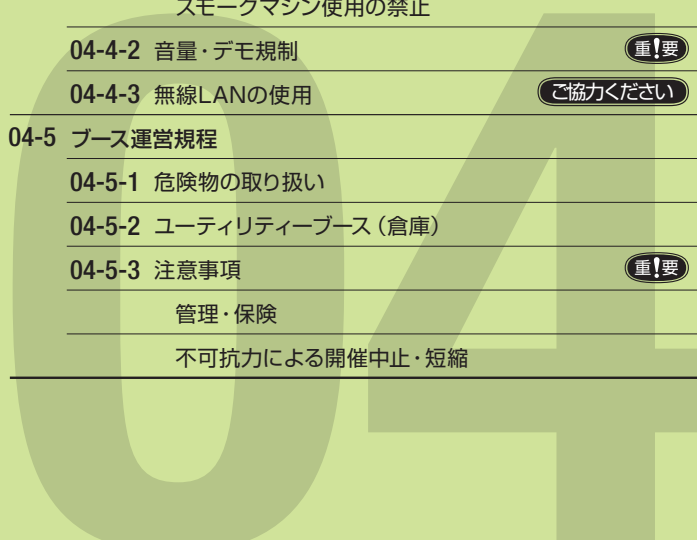 スモークマシン使用の禁止
04-4-2 音量・デモ規制 重!要
04-4-3 無線LANの使用 ご協力ください
04-5 ブース運営規程
04-5-1 危険物の取り扱い
04-5-2 ユーティリティーブース（倉庫）
04-5-3 注意事項 重!要
管理・保険
不可抗力による開催中止・短縮
04